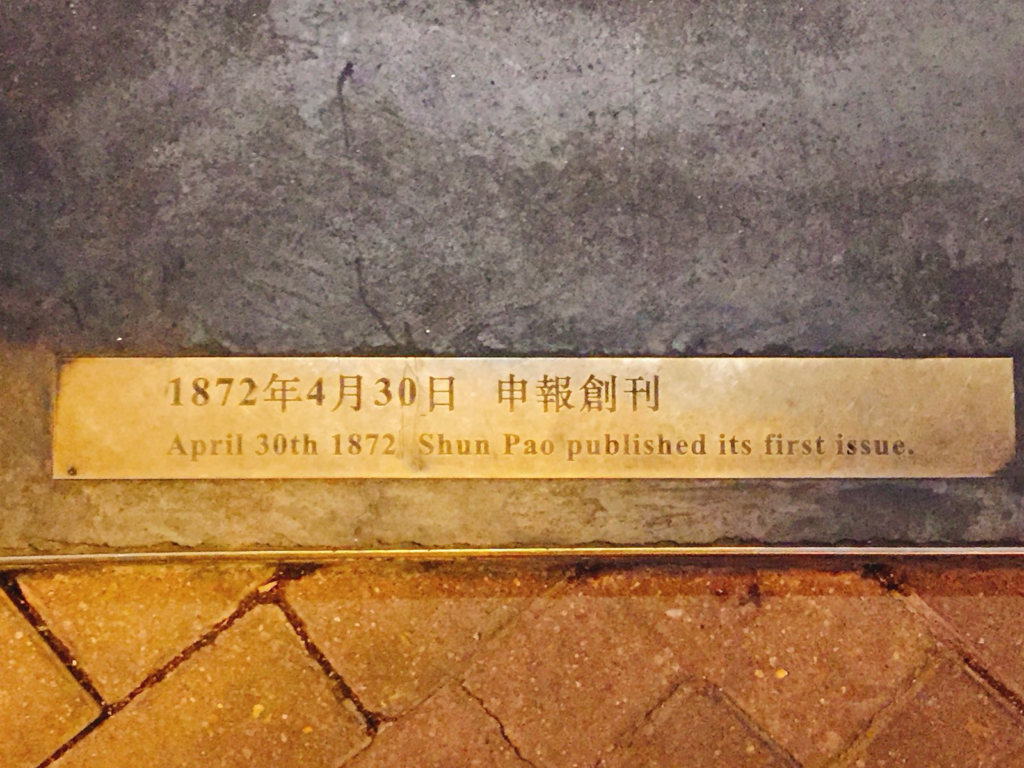 1872年4月30日 申報創刊
April 30th 1872, Shun Pao published its first issue.